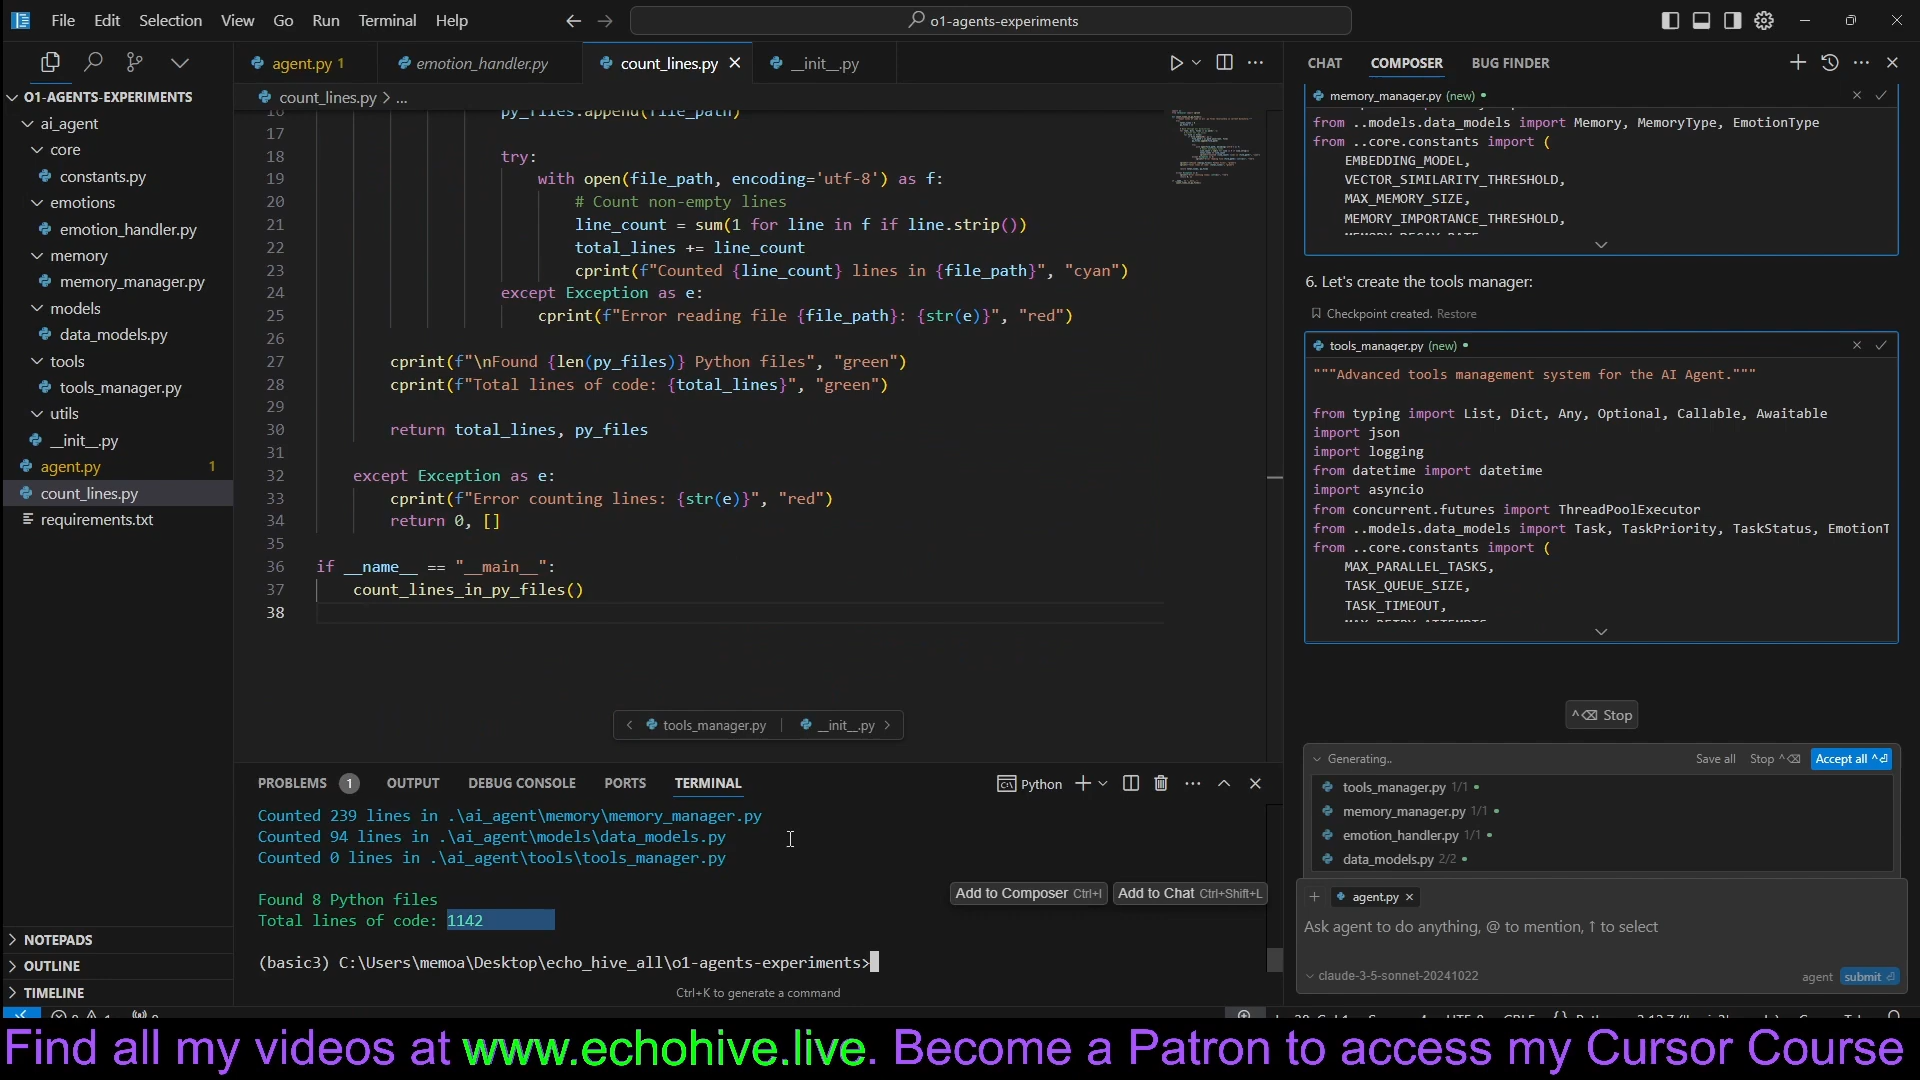 File Edit Selection View Go Run Terminal Help
o1-agents-experiments
O1-AGENTS-EXPERIMENTS
ai_agent
core
constants.py
emotions
emotion_handler.py
memory
memory_manager.py
models
data_models.py
tools
tools_manager.py
utils
__init__.py
agent.py 1
count_lines.py
requirements.txt
NOTEPADS
OUTLINE
TIMELINE
agent.py 1
emotion_handler.py
count_lines.py
__init__.py
count_lines.py > ...
16 py_files.append(file_path)
17
18 try:
19 with open(file_path, encoding='utf-8') as f:
20 # Count non-empty lines
21 line_count = sum(1 for line in f if line.strip())
22 total_lines += line_count
23 cprint(f"Counted {line_count} lines in {file_path}", "cyan")
24 except Exception as e:
25 cprint(f"Error reading file {file_path}: {str(e)}", "red")
26
27 cprint(f"\nFound {len(py_files)} Python files", "green")
28 cprint(f"Total lines of code: {total_lines}", "green")
29
30 return total_lines, py_files
31
32 except Exception as e:
33 cprint(f"Error counting lines: {str(e)}", "red")
34 return 0, []
35
36 if __name__ == "__main__":
37 count_lines_in_py_files()
38
tools_manager.py | __init__.py
PROBLEMS 1 OUTPUT DEBUG CONSOLE PORTS TERMINAL
Python
Counted 239 lines in .\ai_agent\memory\memory_manager.py
Counted 94 lines in .\ai_agent\models\data_models.py
Counted 0 lines in .\ai_agent\tools\tools_manager.py
Found 8 Python files
Total lines of code: 1142
Add to Composer Ctrl+I Add to Chat Ctrl+Shift+L
(basic3) C:\Users\memoa\Desktop\echo_hive_all\o1-agents-experiments>
Ctrl+K to generate a command
CHAT COMPOSER BUG FINDER
memory_manager.py (new)
from ..models.data_models import Memory, MemoryType, EmotionType
from ..core.constants import (
EMBEDDING_MODEL,
VECTOR_SIMILARITY_THRESHOLD,
MAX_MEMORY_SIZE,
MEMORY_IMPORTANCE_THRESHOLD,
6. Let's create the tools manager:
Checkpoint created. Restore
tools_manager.py (new)
"""Advanced tools management system for the AI Agent."""
from typing import List, Dict, Any, Optional, Callable, Awaitable
import json
import logging
from datetime import datetime
import asyncio
from concurrent.futures import ThreadPoolExecutor
from ..models.data_models import Task, TaskPriority, TaskStatus, EmotionT
from ..core.constants import (
MAX_PARALLEL_TASKS,
TASK_QUEUE_SIZE,
TASK_TIMEOUT,
^⌫ Stop
Generating.. Save all Stop ^⌫ Accept all ^⏎
tools_manager.py 1/1
memory_manager.py 1/1
emotion_handler.py 1/1
data_models.py 2/2
agent.py
Ask agent to do anything, @ to mention, ↑ to select
claude-3-5-sonnet-20241022
agent submit ⏎
Find all my videos at www.echohive.live. Become a Patron to access my Cursor Course